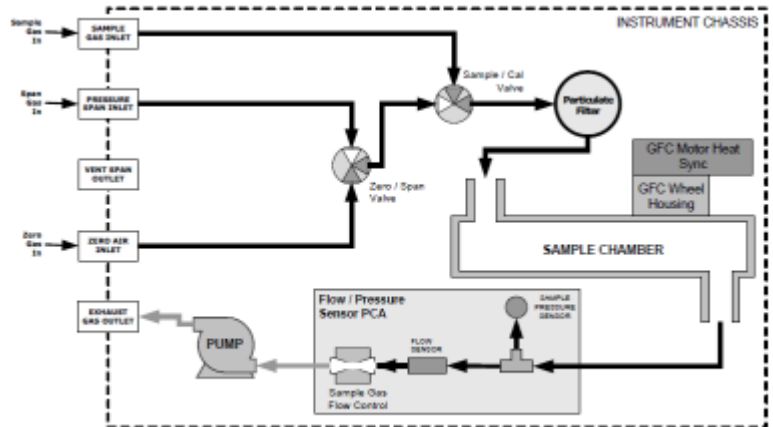 INSTRUMENT CHASSIS
Sample
Gas
In
SAMPLE
GAS INLET
Sample / Cal
Valve
Span
Gas
In
PRESSURE
SPAN INLET
Particulate
Filter
GFC Motor Heat
Sync
GFC Wheel
Housing
VENT SPAN
OUTLET
Zero / Span
Valve
Zero
Gas
In
ZERO AIR
INLET
SAMPLE CHAMBER
EXHAUST
GAS OUTLET
PUMP
Flow / Pressure
Sensor PCA
SAMPLE
PRESSURE
SENSOR
FLOW
SENSOR
Sample Gas
Flow Control